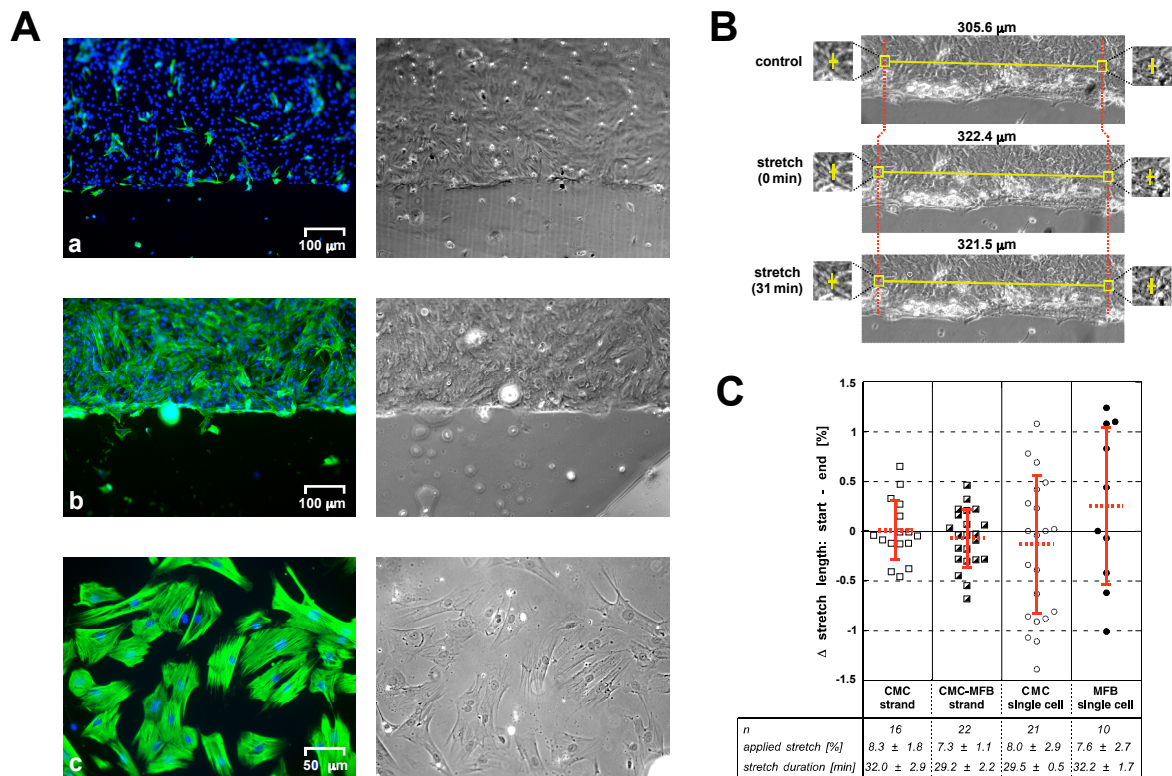 A
a
100 μm
b
100 μm
c
50 μm
B
305.6 μm
control
322.4 μm
stretch
(0 min)
321.5 μm
stretch
(31 min)
C
Δ stretch length: start - end [%]
1.5
1
0.5
0
-0.5
-1
-1.5
CMC strand CMC-MFB strand CMC single cell MFB single cell
n 16 22 21 10
applied stretch [%] 8.3 ± 1.8 7.3 ± 1.1 8.0 ± 2.9 7.6 ± 2.7
stretch duration [min] 32.0 ± 2.9 29.2 ± 2.2 29.5 ± 0.5 32.2 ± 1.7